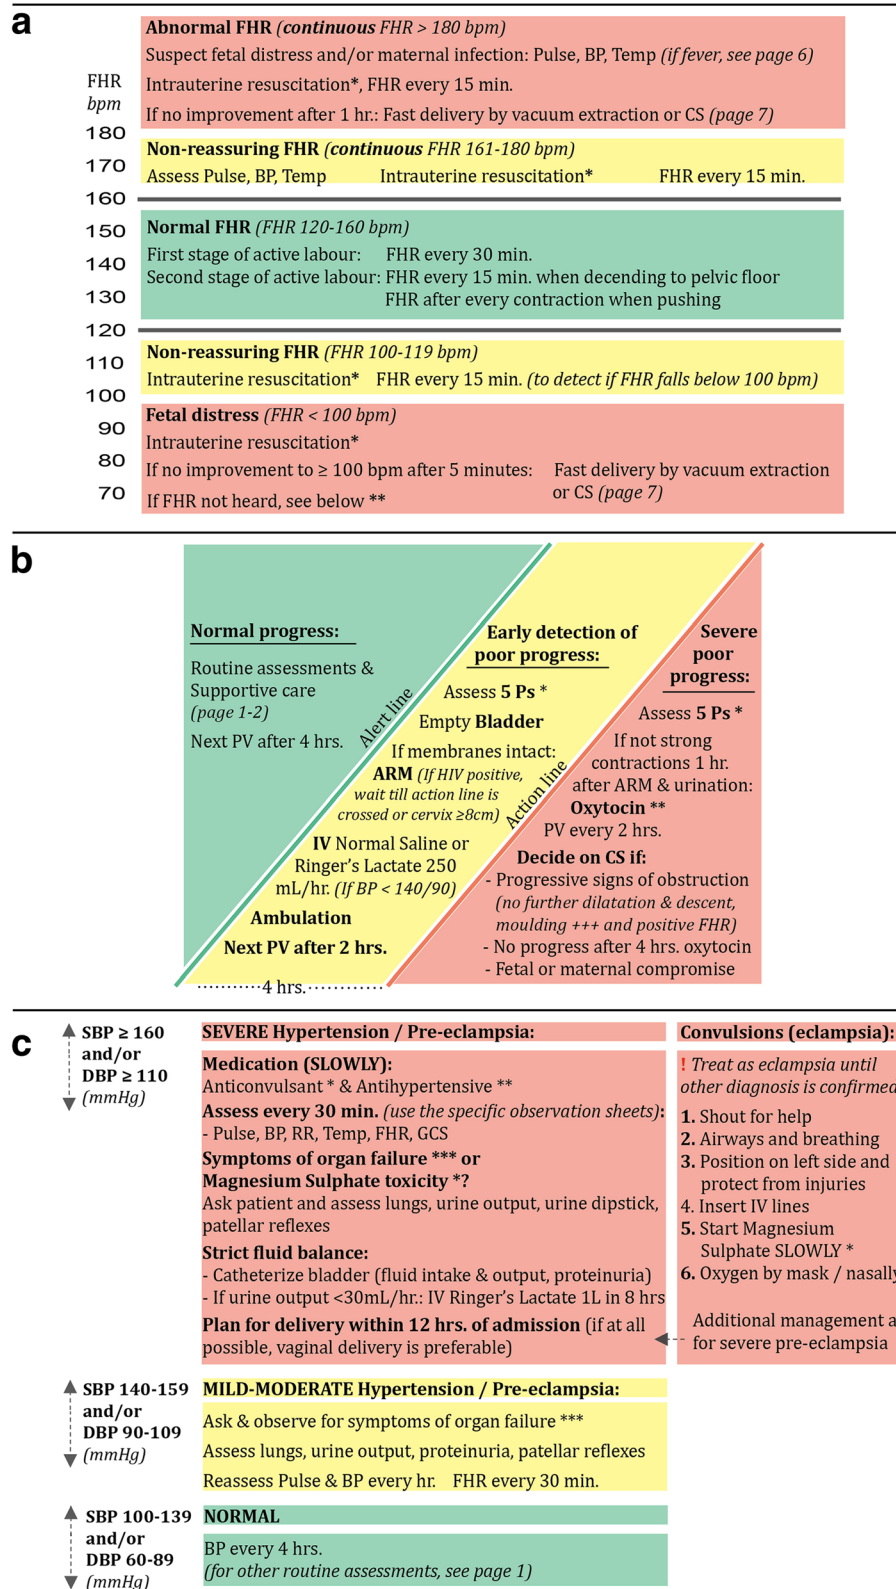 a
Abnormal FHR (continuous FHR > 180 bpm)
Suspect fetal distress and/or maternal infection: Pulse, BP, Temp (if fever, see page 6)
Intrauterine resuscitation*, FHR every 15 min.
If no improvement after 1 hr.: Fast delivery by vacuum extraction or CS (page 7)
FHR
bpm
180
170
160
150
140
130
120
110
100
90
80
70
Non-reassuring FHR (continuous FHR 161-180 bpm)
Assess Pulse, BP, Temp Intrauterine resuscitation* FHR every 15 min.
Normal FHR (FHR 120-160 bpm)
First stage of active labour: FHR every 30 min.
Second stage of active labour: FHR every 15 min. when decending to pelvic floor
FHR after every contraction when pushing
Non-reassuring FHR (FHR 100-119 bpm)
Intrauterine resuscitation* FHR every 15 min. (to detect if FHR falls below 100 bpm)
Fetal distress (FHR < 100 bpm)
Intrauterine resuscitation*
If no improvement to ≥ 100 bpm after 5 minutes: Fast delivery by vacuum extraction
or CS (page 7)
If FHR not heard, see below **
b
Normal progress:
Routine assessments &
Supportive care
(page 1-2)
Next PV after 4 hrs.
Alert line
Early detection of
poor progress:
Assess 5 Ps *
Empty Bladder
If membranes intact:
ARM (If HIV positive,
wait till action line is
crossed or cervix ≥8cm)
IV Normal Saline or
Ringer's Lactate 250
mL/hr. (If BP < 140/90)
Ambulation
Next PV after 2 hrs.
4 hrs.
Action line
Severe
poor
progress:
Assess 5 Ps *
If not strong
contractions 1 hr.
after ARM & urination:
Oxytocin **
PV every 2 hrs.
Decide on CS if:
- Progressive signs of obstruction
(no further dilatation & descent,
moulding +++ and positive FHR)
- No progress after 4 hrs. oxytocin
- Fetal or maternal compromise
c
SBP ≥ 160
and/or
DBP ≥ 110
(mmHg)
SEVERE Hypertension / Pre-eclampsia:
Medication (SLOWLY):
Anticonvulsant * & Antihypertensive **
Assess every 30 min. (use the specific observation sheets):
- Pulse, BP, RR, Temp, FHR, GCS
Symptoms of organ failure *** or
Magnesium Sulphate toxicity *?
Ask patient and assess lungs, urine output, urine dipstick,
patellar reflexes
Strict fluid balance:
- Catheterize bladder (fluid intake & output, proteinuria)
- If urine output <30mL/hr.: IV Ringer's Lactate 1L in 8 hrs
Plan for delivery within 12 hrs. of admission (if at all
possible, vaginal delivery is preferable)
Convulsions (eclampsia):
! Treat as eclampsia until
other diagnosis is confirmed
1. Shout for help
2. Airways and breathing
3. Position on left side and
protect from injuries
4. Insert IV lines
5. Start Magnesium
Sulphate SLOWLY *
6. Oxygen by mask / nasally
Additional management a
for severe pre-eclampsia
SBP 140-159
and/or
DBP 90-109
(mmHg)
MILD-MODERATE Hypertension / Pre-eclampsia:
Ask & observe for symptoms of organ failure ***
Assess lungs, urine output, proteinuria, patellar reflexes
Reassess Pulse & BP every hr. FHR every 30 min.
SBP 100-139
and/or
DBP 60-89
(mmHg)
NORMAL
BP every 4 hrs.
(for other routine assessments, see page 1)